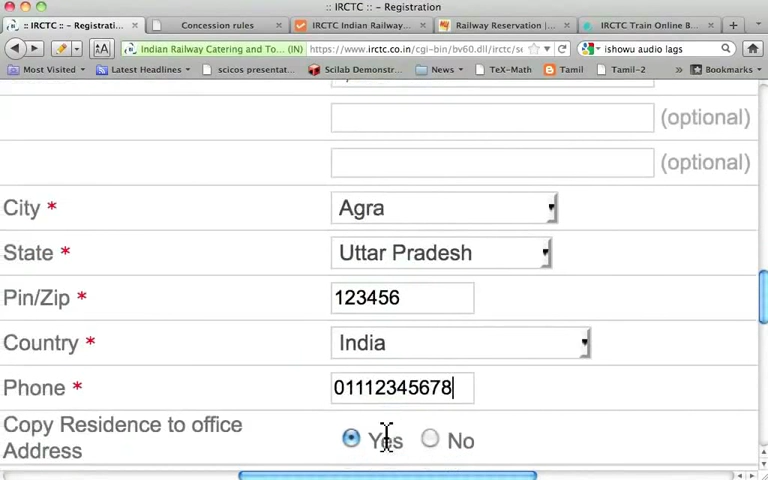 :: IRCTC :: - Registration
:: IRCTC :: - Registrati...
Concession rules
IRCTC Indian Railway...
Railway Reservation |...
IRCTC Train Online B...
Indian Railway Catering and To... (IN)
https://www.irctc.co.in/cgi-bin/bv60.dll/irctc/se
ishowu audio lags
Most Visited
Latest Headlines
scicos presentat...
Scilab Demonstr...
News
TeX-Math
Tamil
Tamil-2
»
Bookmarks
(optional)
(optional)
City * Agra
State * Uttar Pradesh
Pin/Zip * 123456
Country * India
Phone * 01112345678
Copy Residence to office
Address
Yes No